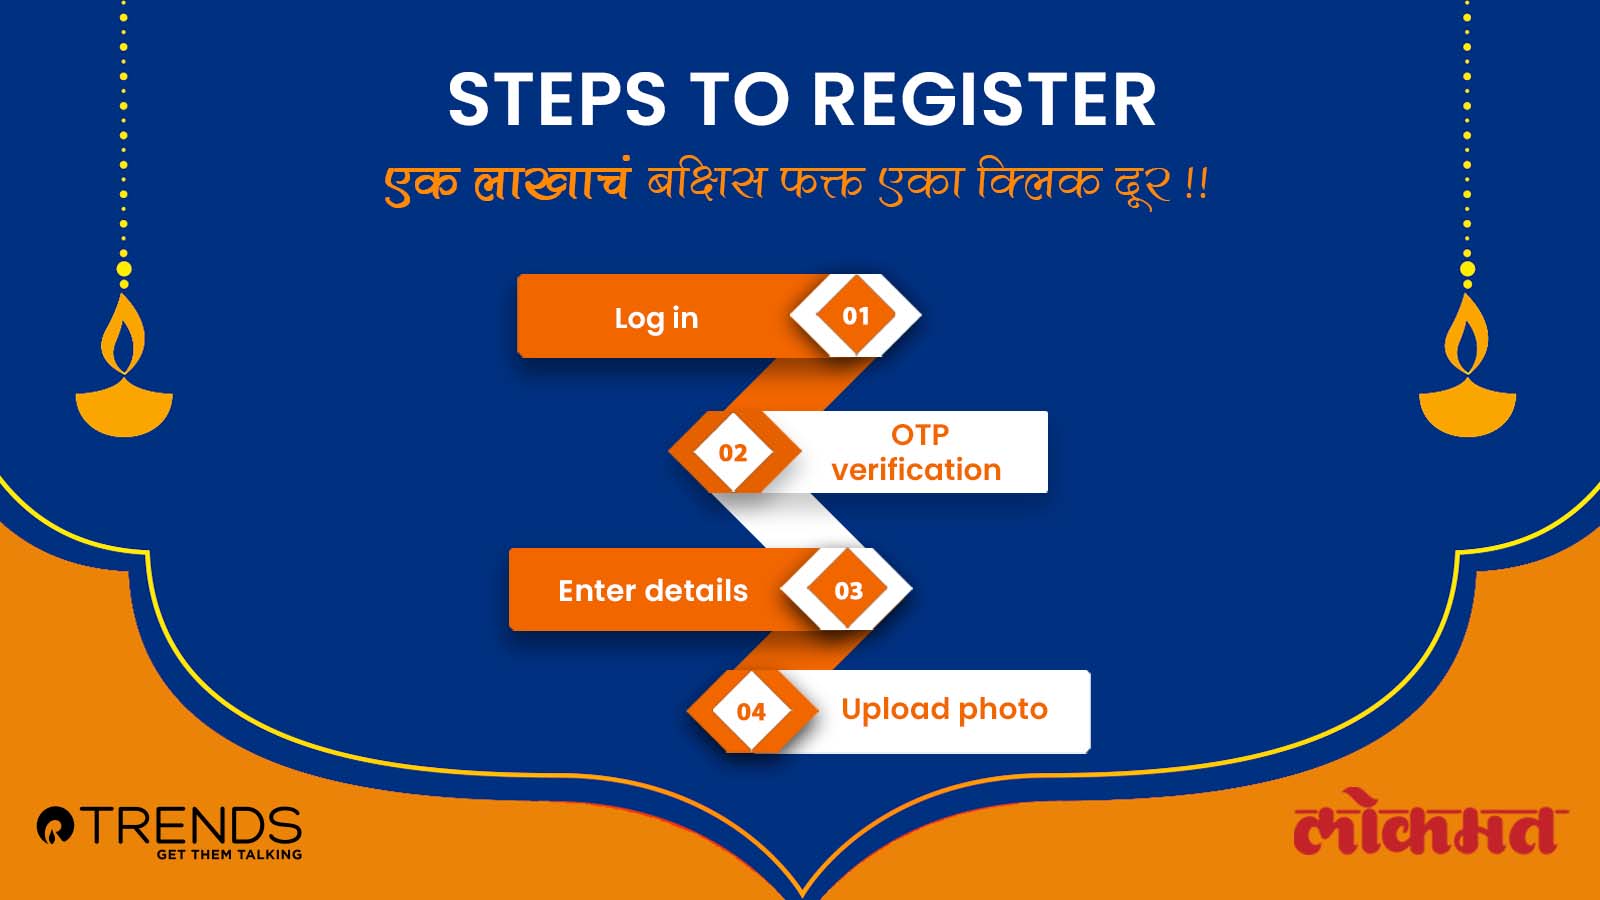 STEPS TO REGISTER
एक लाखाचं बक्षिस फक्त एका क्लिक दूर !!
Log in
01
02
OTP
verification
Enter details
03
04
Upload photo
TRENDS
GET THEM TALKING
लोकमत